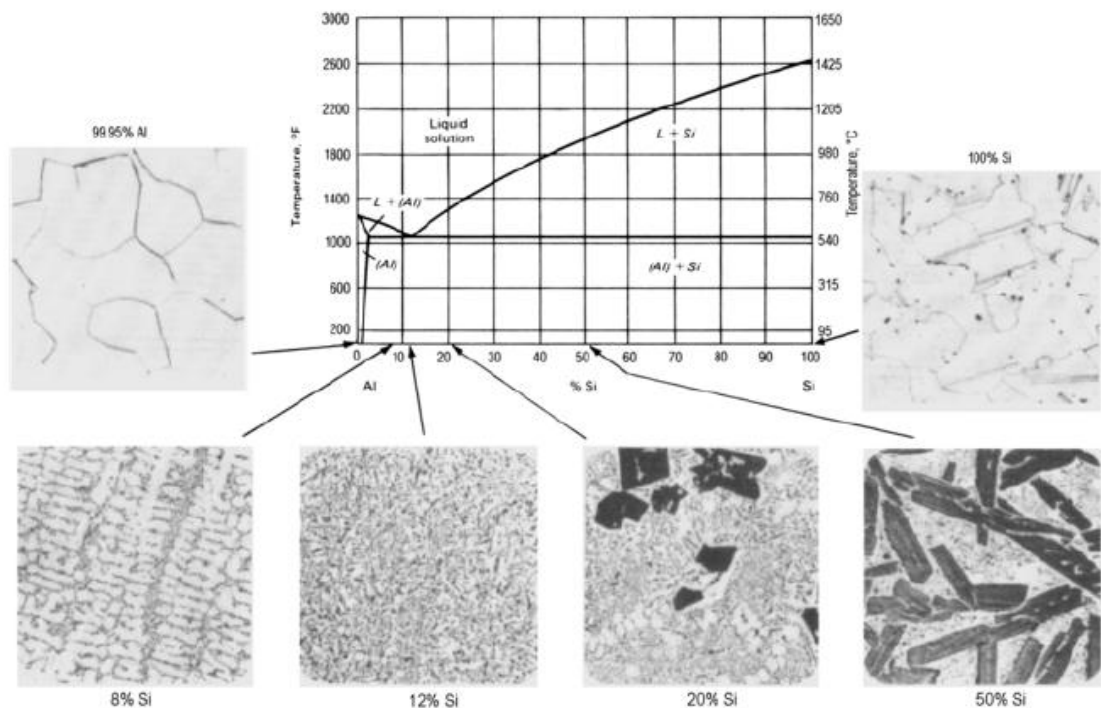 3000
2600
2200
1800
1400
1000
600
200
Temperature, °F
1650
1425
1205
980
760
540
315
95
Temperature, °C
Liquid
solution
L + Si
L + (Al)
(Al)
(Al) + Si
0 10 20 30 40 50 60 70 80 90 100
Al % Si Si
99.95% Al
100% Si
8% Si
12% Si
20% Si
50% Si